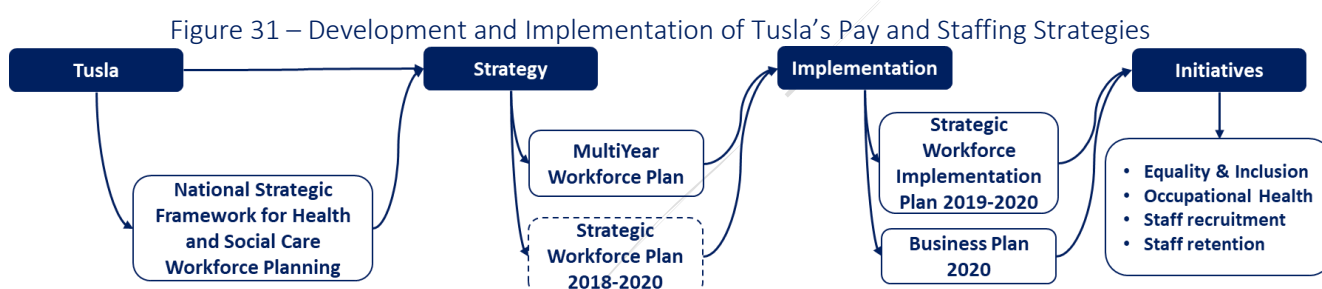 Figure 31 – Development and Implementation of Tusla's Pay and Staffing Strategies
Tusla
Strategy
Implementation
Initiatives
National Strategic
Framework for Health
and Social Care
Workforce Planning
MultiYear
Workforce Plan
Strategic
Workforce Plan
2018-2020
Strategic
Workforce
Implementation
Plan 2019-2020
Business Plan
2020
• Equality & Inclusion
• Occupational Health
• Staff recruitment
• Staff retention